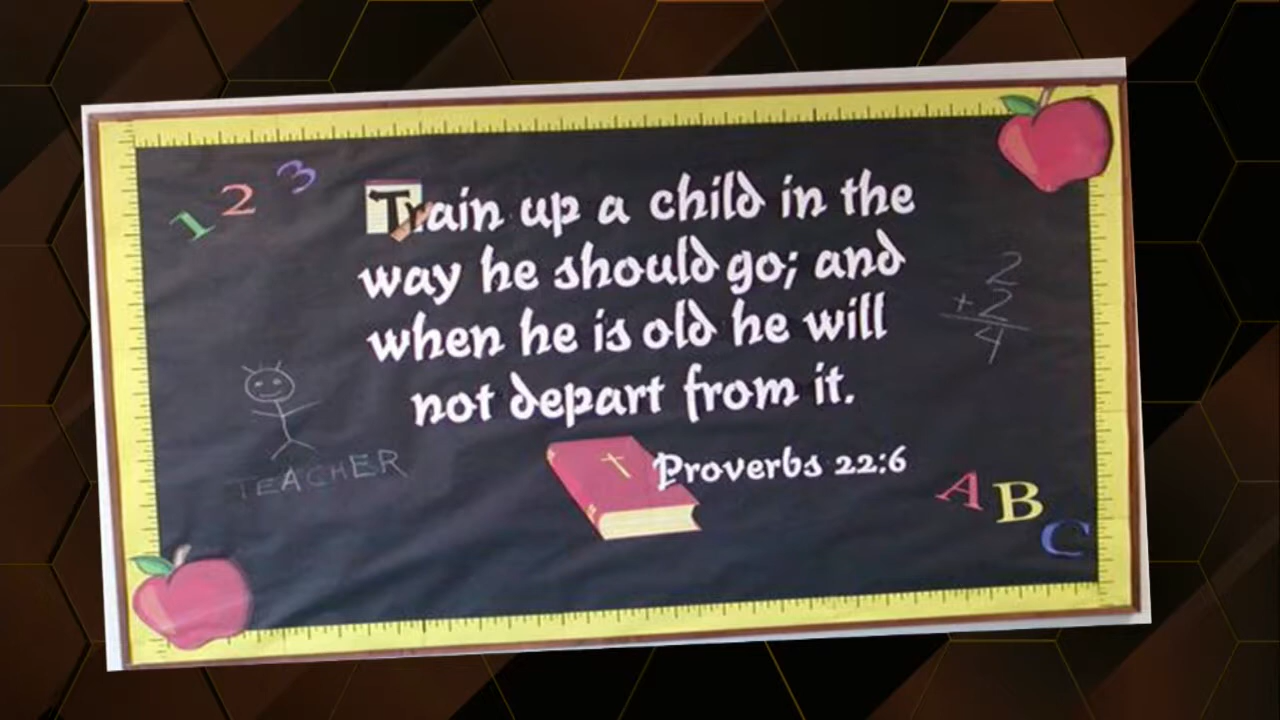 1 2 3
Train up a child in the
way he should go; and
when he is old he will
not depart from it.
Proverbs 22:6
2
+ 2
4
TEACHER
A B C